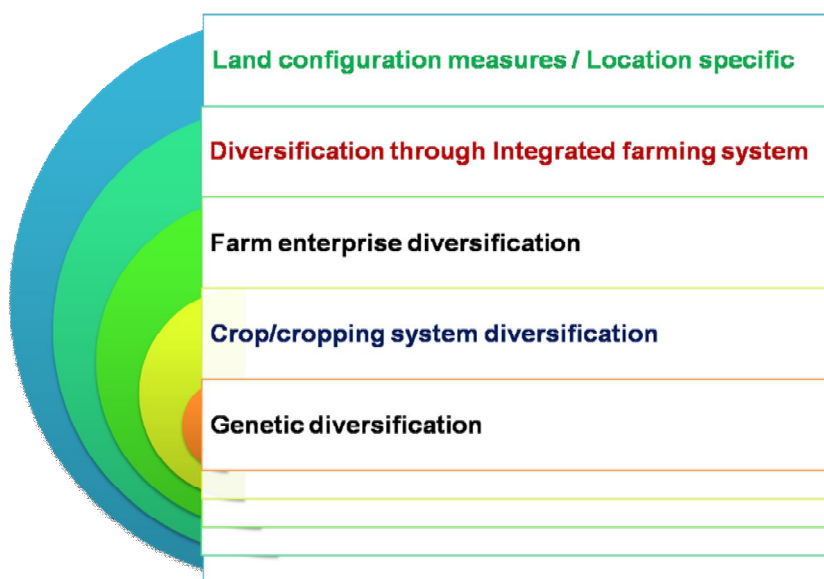 Land configuration measures / Location specific
Diversification through Integrated farming system
Farm enterprise diversification
Crop/cropping system diversification
Genetic diversification